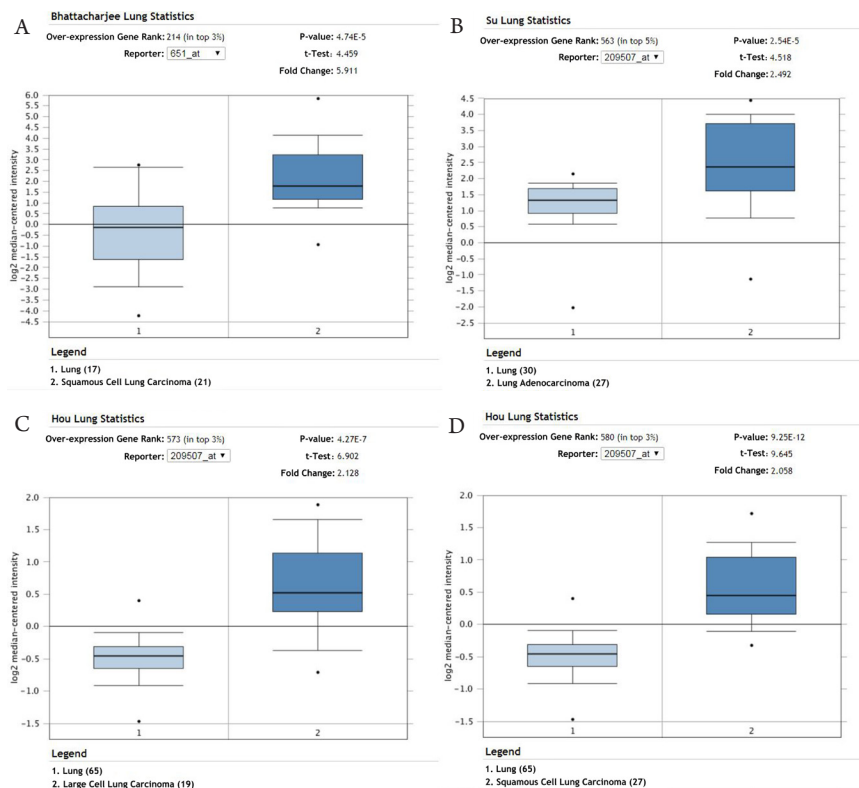 A
Bhattacharjee Lung Statistics
Over-expression Gene Rank: 214 (in top 3%)
P-value: 4.74E-5
Reporter: 651_at
t-Test: 4.459
Fold Change: 5.911
log2 median-centered intensity
6.0
5.5
5.0
4.5
4.0
3.5
3.0
2.5
2.0
1.5
1.0
0.5
0.0
-0.5
-1.0
-1.5
-2.0
-2.5
-3.0
-3.5
-4.0
-4.5
1 2
Legend
1. Lung (17)
2. Squamous Cell Lung Carcinoma (21)
B
Su Lung Statistics
Over-expression Gene Rank: 563 (in top 5%)
P-value: 2.54E-5
Reporter: 209507_at
t-Test: 4.518
Fold Change: 2.492
log2 median-centered intensity
4.5
4.0
3.5
3.0
2.5
2.0
1.5
1.0
0.5
0.0
-0.5
-1.0
-1.5
-2.0
-2.5
1 2
Legend
1. Lung (30)
2. Lung Adenocarcinoma (27)
C
Hou Lung Statistics
Over-expression Gene Rank: 573 (in top 3%)
P-value: 4.27E-7
Reporter: 209507_at
t-Test: 6.902
Fold Change: 2.128
log2 median-centered intensity
2.0
1.5
1.0
0.5
0.0
-0.5
-1.0
-1.5
1 2
Legend
1. Lung (65)
2. Large Cell Lung Carcinoma (19)
D
Hou Lung Statistics
Over-expression Gene Rank: 580 (in top 3%)
P-value: 9.25E-12
Reporter: 209507_at
t-Test: 9.645
Fold Change: 2.058
log2 median-centered intensity
2.0
1.5
1.0
0.5
0.0
-0.5
-1.0
-1.5
1 2
Legend
1. Lung (65)
2. Squamous Cell Lung Carcinoma (27)